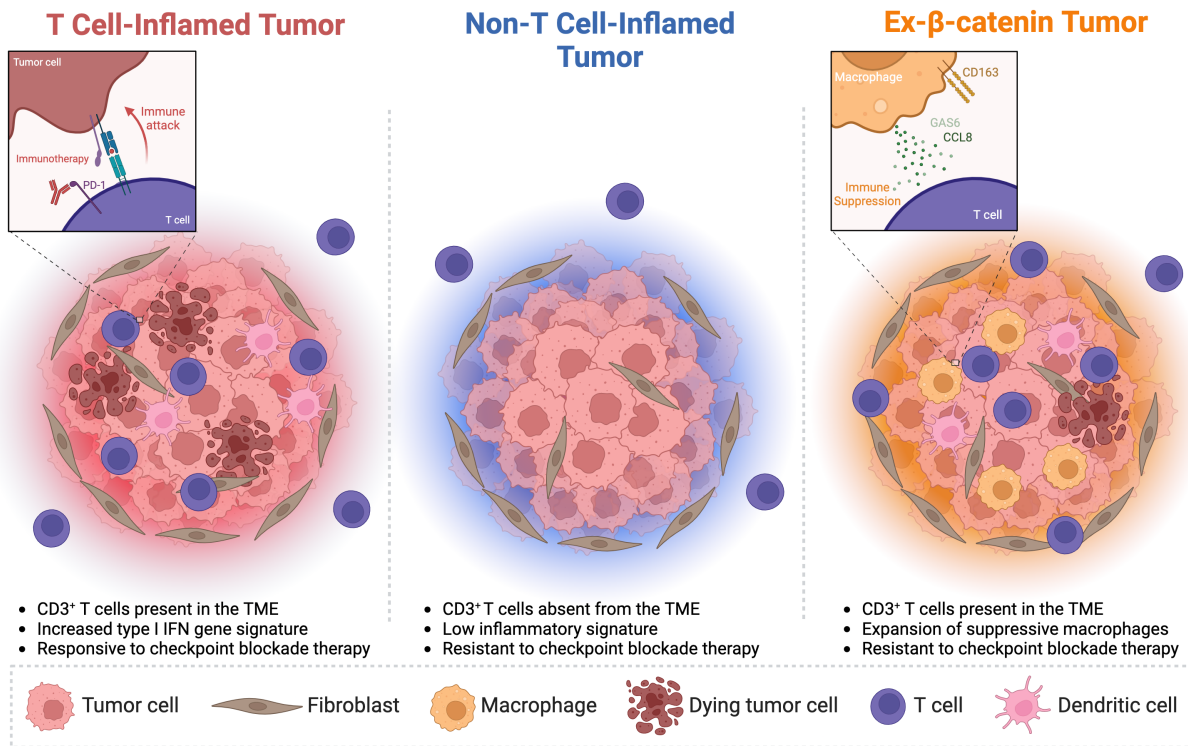 T Cell-Inflamed Tumor
Non-T Cell-Inflamed
Tumor
Ex-β-catenin Tumor
Tumor cell
Immune
attack
Immunotherapy
PD-1
T cell
Macrophage
CD163
GAS6
CCL8
Immune
Suppression
T cell
• CD3⁺ T cells present in the TME
• Increased type I IFN gene signature
• Responsive to checkpoint blockade therapy
• CD3⁺ T cells absent from the TME
• Low inflammatory signature
• Resistant to checkpoint blockade therapy
• CD3⁺ T cells present in the TME
• Expansion of suppressive macrophages
• Resistant to checkpoint blockade therapy
Tumor cell
Fibroblast
Macrophage
Dying tumor cell
T cell
Dendritic cell